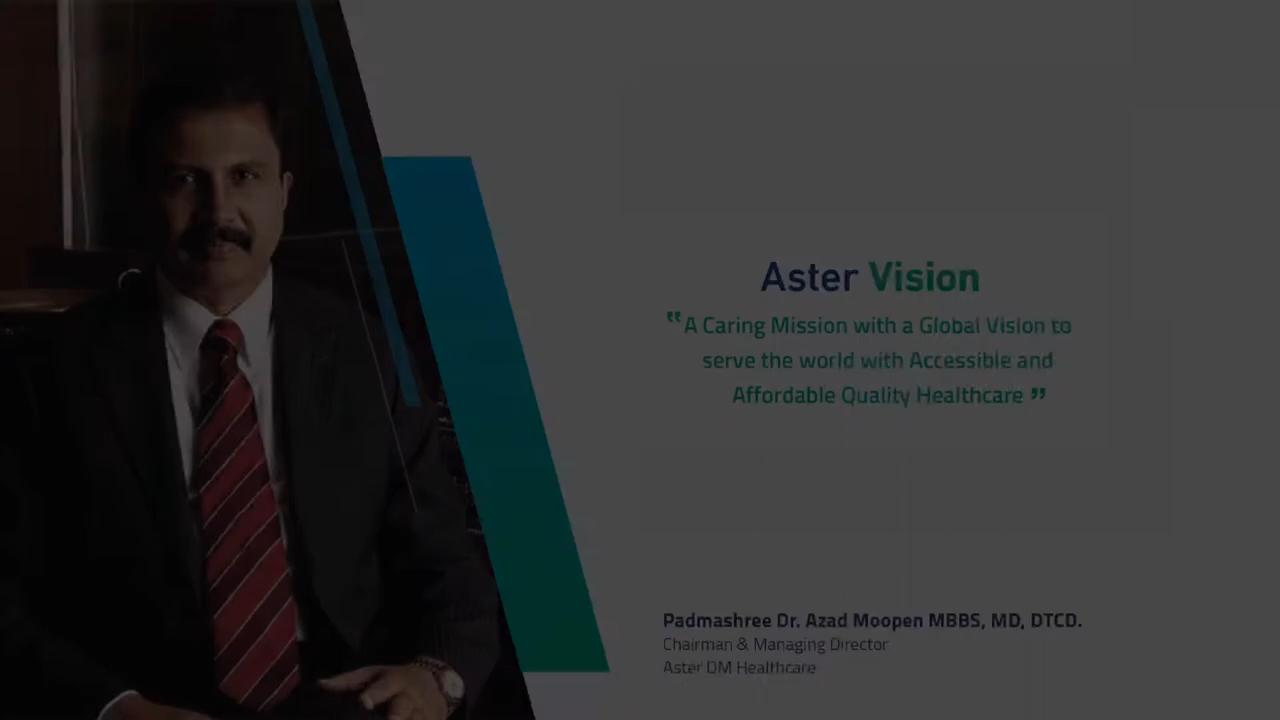 Aster Vision
"A Caring Mission with a Global Vision to
serve the world with Accessible and
Affordable Quality Healthcare"
Padmashree Dr. Azad Moopen MBBS, MD, DTCD.
Chairman & Managing Director
Aster DM Healthcare